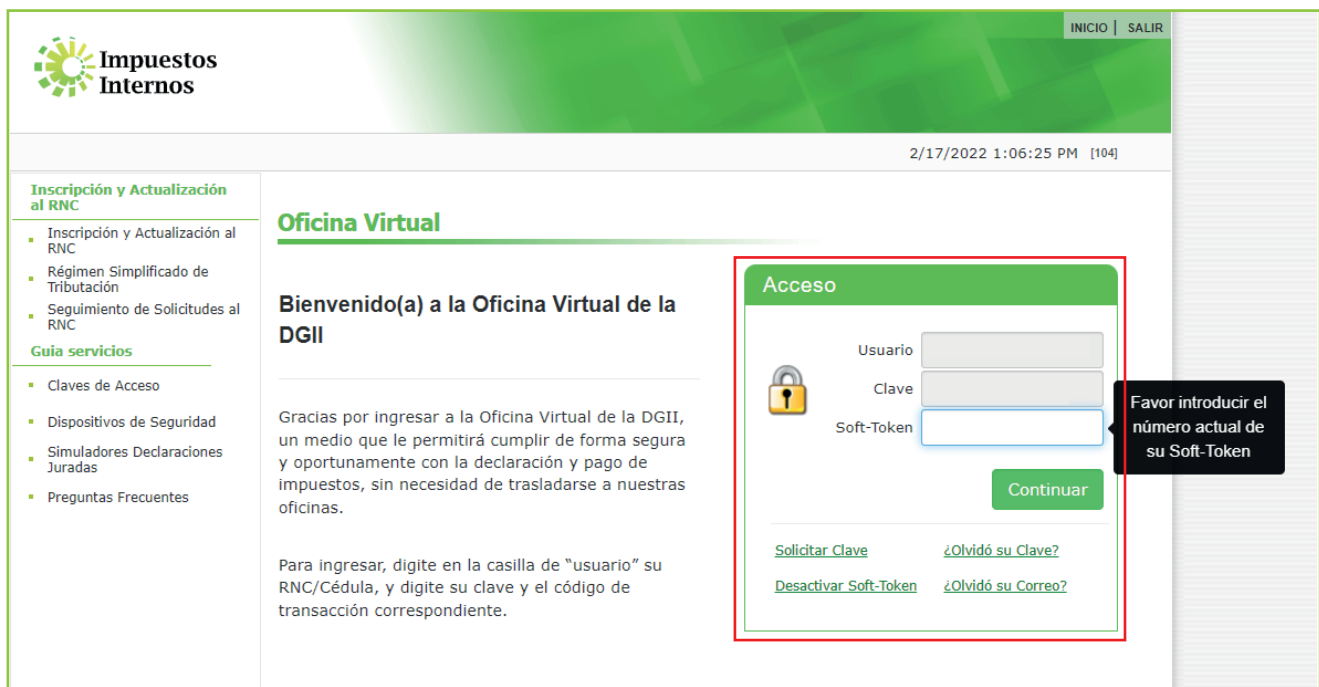 INICIO | SALIR
Impuestos
Internos
2/17/2022 1:06:25 PM [104]
Inscripción y Actualización
al RNC
Inscripción y Actualización al
RNC
Régimen Simplificado de
Tributación
Seguimiento de Solicitudes al
RNC
Guia servicios
Claves de Acceso
Dispositivos de Seguridad
Simuladores Declaraciones
Juradas
Preguntas Frecuentes
Oficina Virtual
Bienvenido(a) a la Oficina Virtual de la
DGII
Gracias por ingresar a la Oficina Virtual de la DGII,
un medio que le permitirá cumplir de forma segura
y oportunamente con la declaración y pago de
impuestos, sin necesidad de trasladarse a nuestras
oficinas.
Para ingresar, digite en la casilla de “usuario” su
RNC/Cédula, y digite su clave y el código de
transacción correspondiente.
Acceso
Usuario
Clave
Soft-Token
Favor introducir el
número actual de
su Soft-Token
Continuar
Solicitar Clave
¿Olvidó su Clave?
Desactivar Soft-Token
¿Olvidó su Correo?